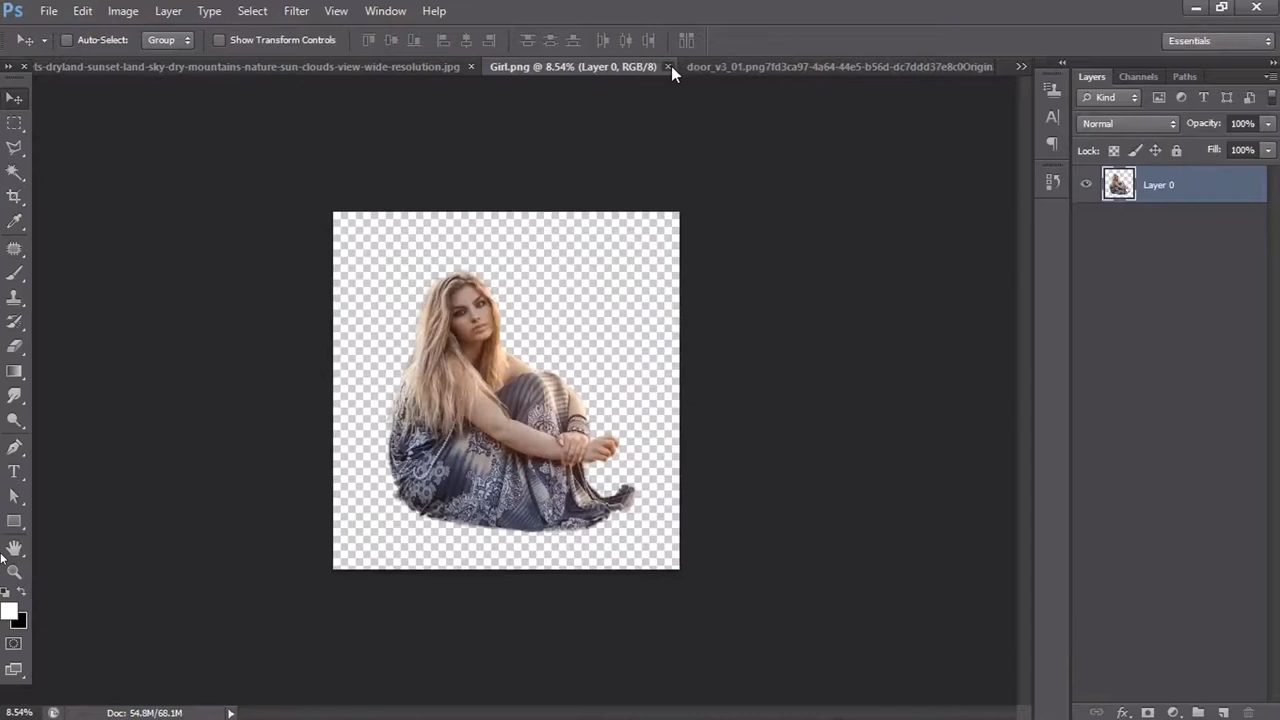 Ps File Edit Image Layer Type Select Filter View Window Help
Auto-Select: Group Show Transform Controls Essentials
ts-dryland-sunset-land-sky-dry-mountains-nature-sun-clouds-view-wide-resolution.jpg × Girl.png @ 8.54% (Layer 0, RGB/8) × door_v3_01.png7fd3ca97-4a64-44e5-b56d-dc7ddd37e8c0Origin
Layers Channels Paths
Kind
Normal Opacity: 100%
Lock: Fill: 100%
Layer 0
8.54% Doc: 54.8M/68.1M